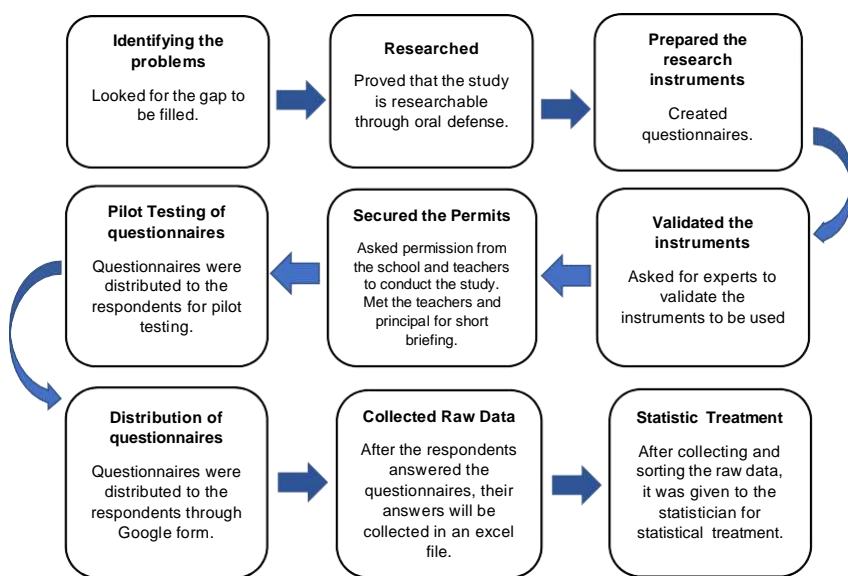 Identifying the
problems
Looked for the gap to
be filled.
Researched
Proved that the study
is researchable
through oral defense.
Prepared the
research
instruments
Created
questionnaires.
Validated the
instruments
Asked for experts to
validate the
instruments to be used
Secured the Permits
Asked permission from
the school and teachers
to conduct the study.
Met the teachers and
principal for short
briefing.
Pilot Testing of
questionnaires
Questionnaires were
distributed to the
respondents for pilot
testing.
Distribution of
questionnaires
Questionnaires were
distributed to the
respondents through
Google form.
Collected Raw Data
After the respondents
answered the
questionnaires, their
answers will be
collected in an excel
file.
Statistic Treatment
After collecting and
sorting the raw data,
it was given to the
statistician for
statistical treatment.